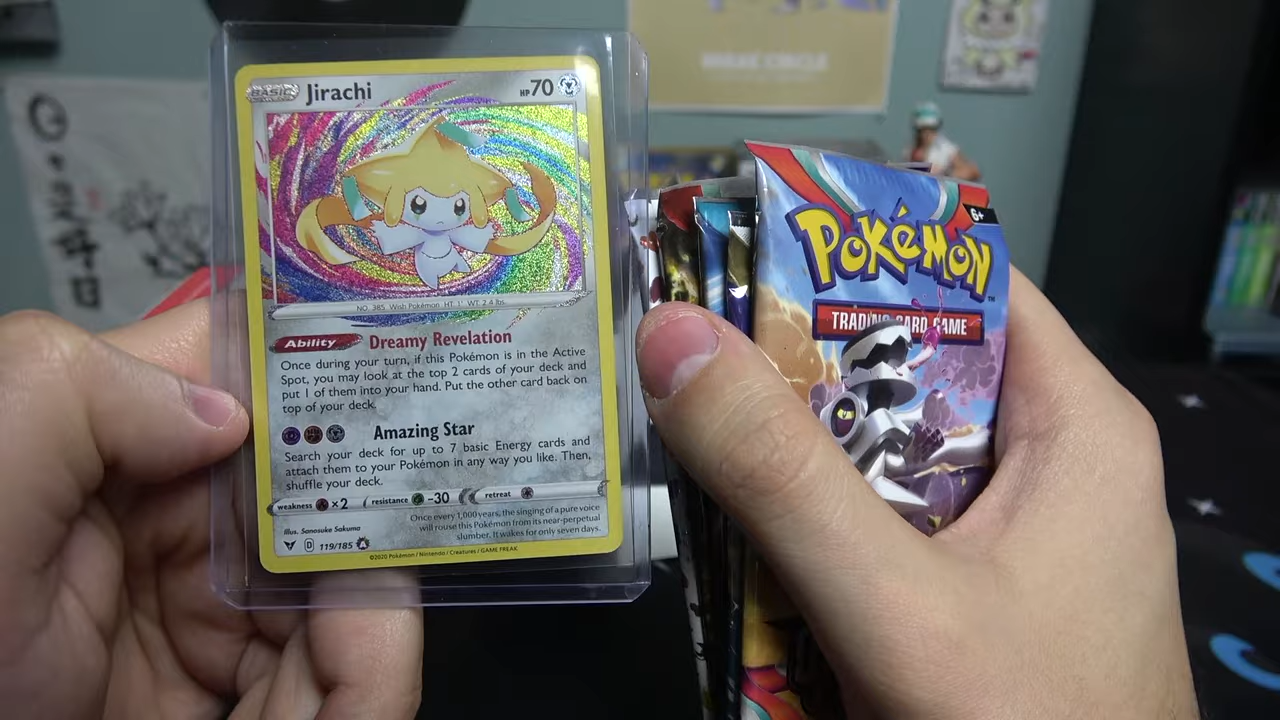 BASIC Jirachi HP 70
NO. 385 Wish Pokémon HT: 1' WT: 2.4 lbs.
Ability Dreamy Revelation
Once during your turn, if this Pokémon is in the Active
Spot, you may look at the top 2 cards of your deck and
put 1 of them into your hand. Put the other card back on
top of your deck.
Amazing Star
Search your deck for up to 7 basic Energy cards and
attach them to your Pokémon in any way you like. Then,
shuffle your deck.
weakness ×2 resistance -30 retreat
Illus. Sanosuke Sakuma
Once every 1,000 years, the singing of a pure voice
will rouse this Pokémon from its near-perpetual
slumber. It wakes for only seven days.
D 119/185 A
©2020 Pokémon / Nintendo / Creatures / GAME FREAK
6+
POKéMON
TRADING CARD GAME